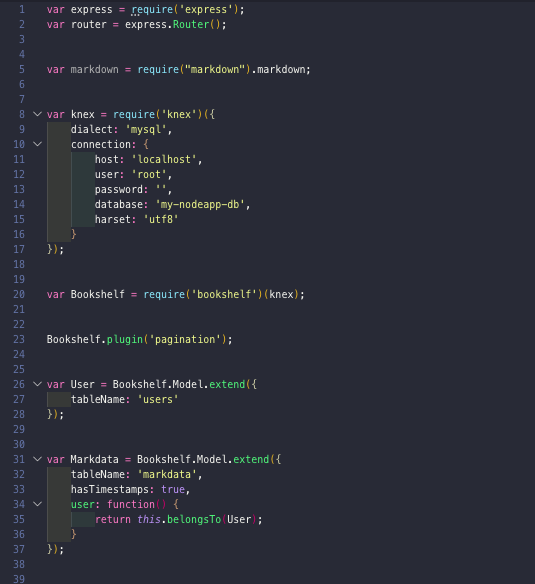 1 var express = require('express');
2 var router = express.Router();
3
4
5 var markdown = require("markdown").markdown;
6
7
8 var knex = require('knex')({
9 dialect: 'mysql',
10 connection: {
11 host: 'localhost',
12 user: 'root',
13 password: '',
14 database: 'my-nodeapp-db',
15 harset: 'utf8'
16 }
17 });
18
19
20 var Bookshelf = require('bookshelf')(knex);
21
22
23 Bookshelf.plugin('pagination');
24
25
26 var User = Bookshelf.Model.extend({
27 tableName: 'users'
28 });
29
30
31 var Markdata = Bookshelf.Model.extend({
32 tableName: 'markdata',
33 hasTimestamps: true,
34 user: function() {
35 return this.belongsTo(User);
36 }
37 });
38
39